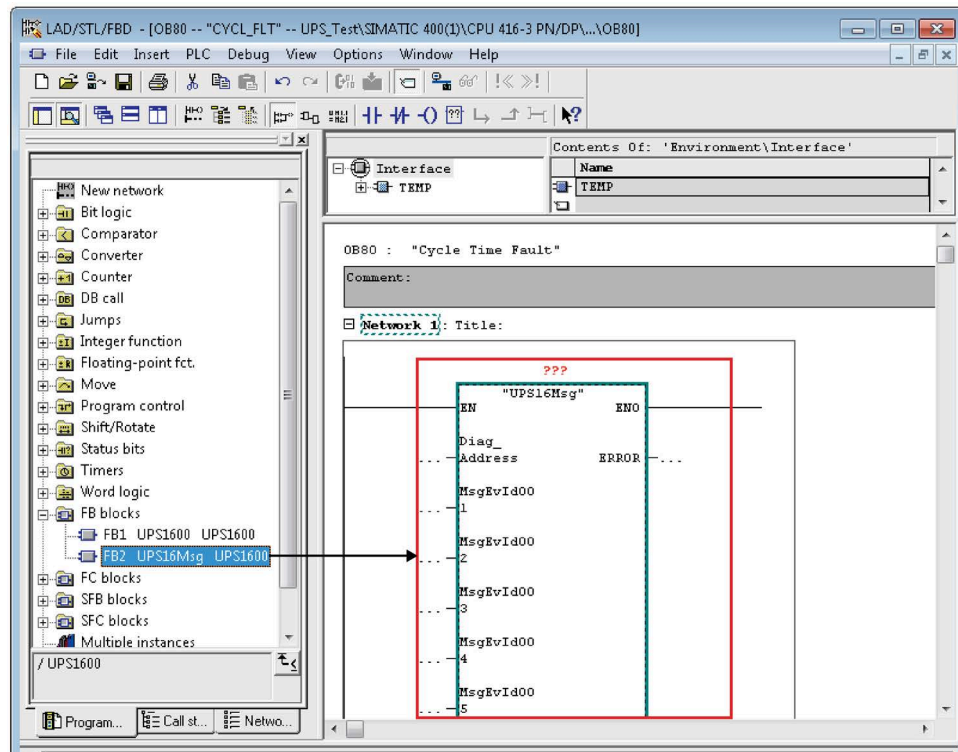 LAD/STL/FBD - [OB80 -- "CYCL_FLT" -- UPS_Test\SIMATIC 400(1)\CPU 416-3 PN/DP\...\OB80]
File Edit Insert PLC Debug View Options Window Help
New network
Bit logic
Comparator
Converter
Counter
DB call
Jumps
Integer function
Floating-point fct.
Move
Program control
Shift/Rotate
Status bits
Timers
Word logic
FB blocks
FB1 UPS1600 UPS1600
FB2 UPS16Msg UPS1600
FC blocks
SFB blocks
SFC blocks
Multiple instances
/ UPS1600
Program...
Call st...
Netwo...
Interface
TEMP
Contents Of: 'Environment\Interface'
Name
TEMP
OB80 : "Cycle Time Fault"
Comment:
Network 1: Title:
???
"UPS16Msg"
EN ENO
Diag_
... Address ERROR ...
MsgEvId00
... 1
MsgEvId00
... 2
MsgEvId00
... 3
MsgEvId00
... 4
MsgEvId00
... 5